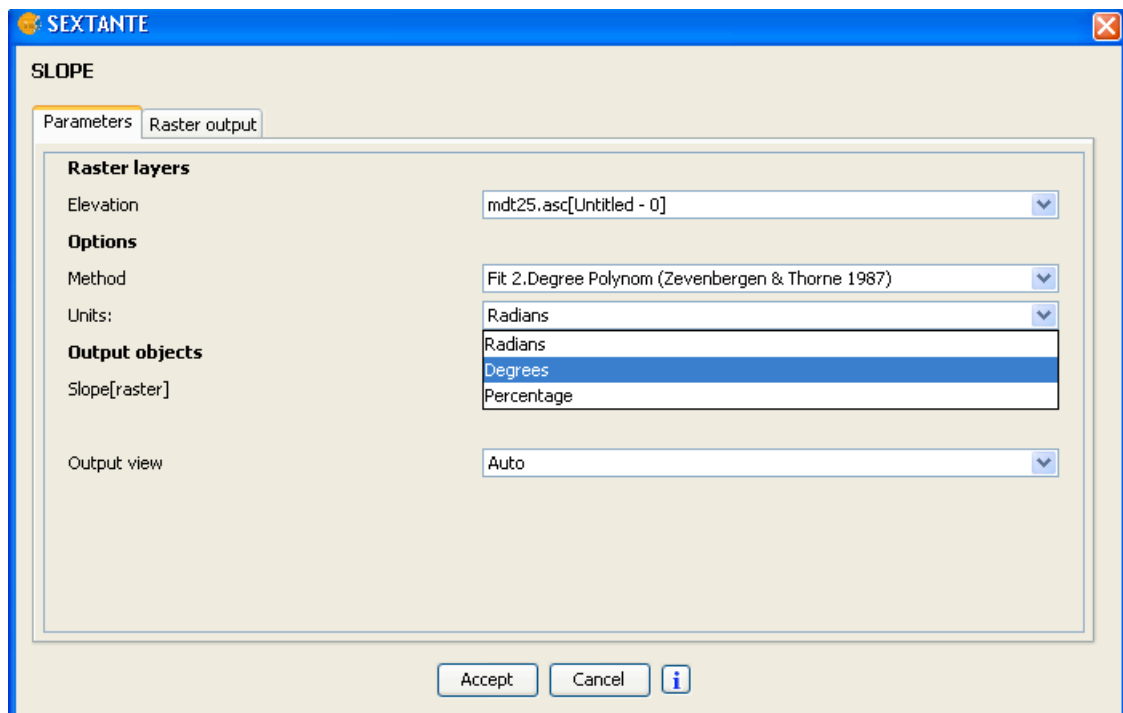 SEXTANTE
SLOPE
Parameters
Raster output
Raster layers
Elevation
mdt25.asc[Untitled - 0]
Options
Method
Fit 2.Degree Polynom (Zevenbergen & Thorne 1987)
Units:
Radians
Radians
Output objects
Degrees
Slope[raster]
Percentage
Output view
Auto
Accept
Cancel
i